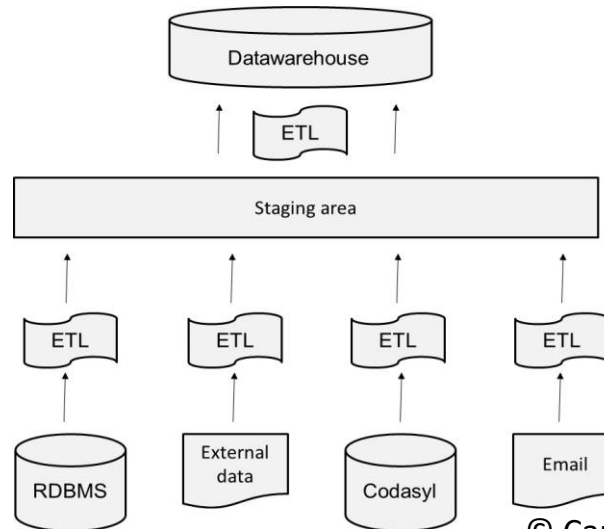 Datawarehouse
ETL
Staging area
ETL ETL ETL ETL
External
data
RDBMS
Codasyl
Email
©